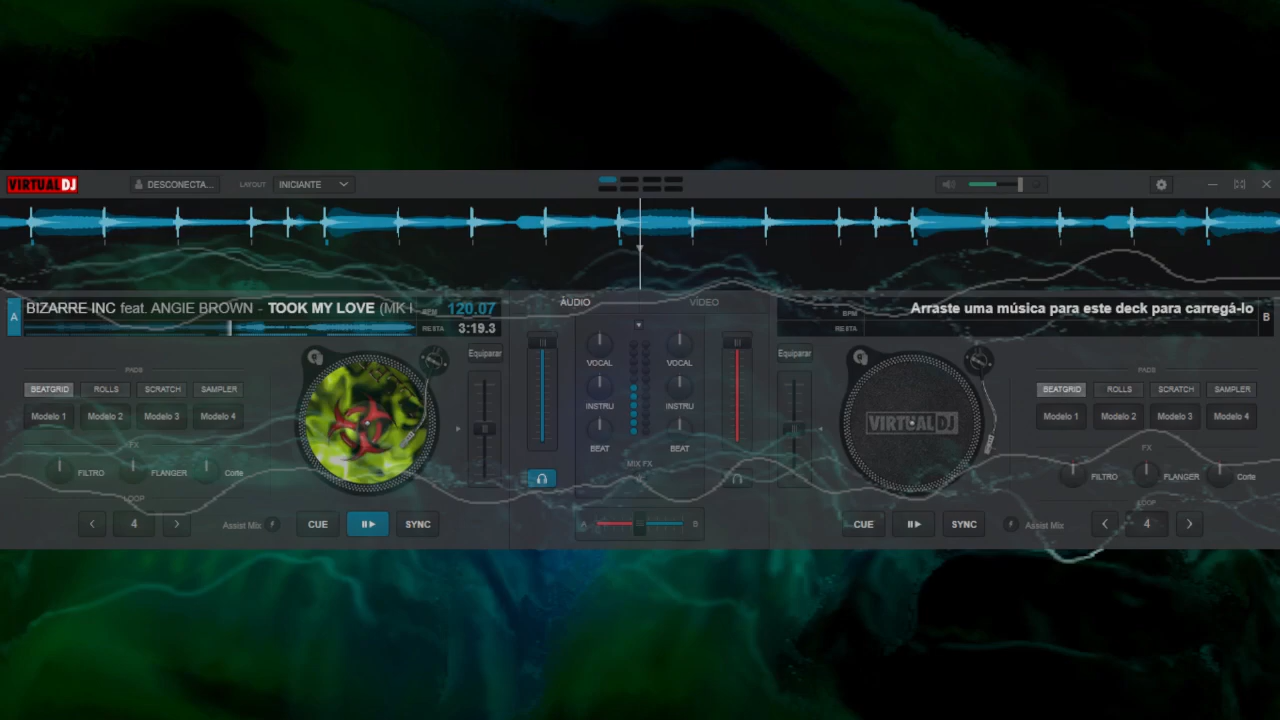 VIRTUALDJ
DESCONECTA...
LAYOUT
INICIANTE
A
BIZARRE INC feat. ANGIE BROWN - TOOK MY LOVE (MK
BPM 120.07
RESTA 3:19.3
ÁUDIO
VÍDEO
BPM
RESTA
Arraste uma música para este deck para carregá-lo
B
Equiparar
VOCAL
VOCAL
INSTRU
INSTRU
BEAT
BEAT
MIX FX
Equiparar
PADS
BEATGRID ROLLS SCRATCH SAMPLER
Modelo 1 Modelo 2 Modelo 3 Modelo 4
FX
FILTRO FLANGER Corte
LOOP
4
Assist Mix
CUE
SYNC
A
B
VIRTUALDJ
PADS
BEATGRID ROLLS SCRATCH SAMPLER
Modelo 1 Modelo 2 Modelo 3 Modelo 4
FX
FILTRO FLANGER Corte
LOOP
CUE
SYNC
Assist Mix
4